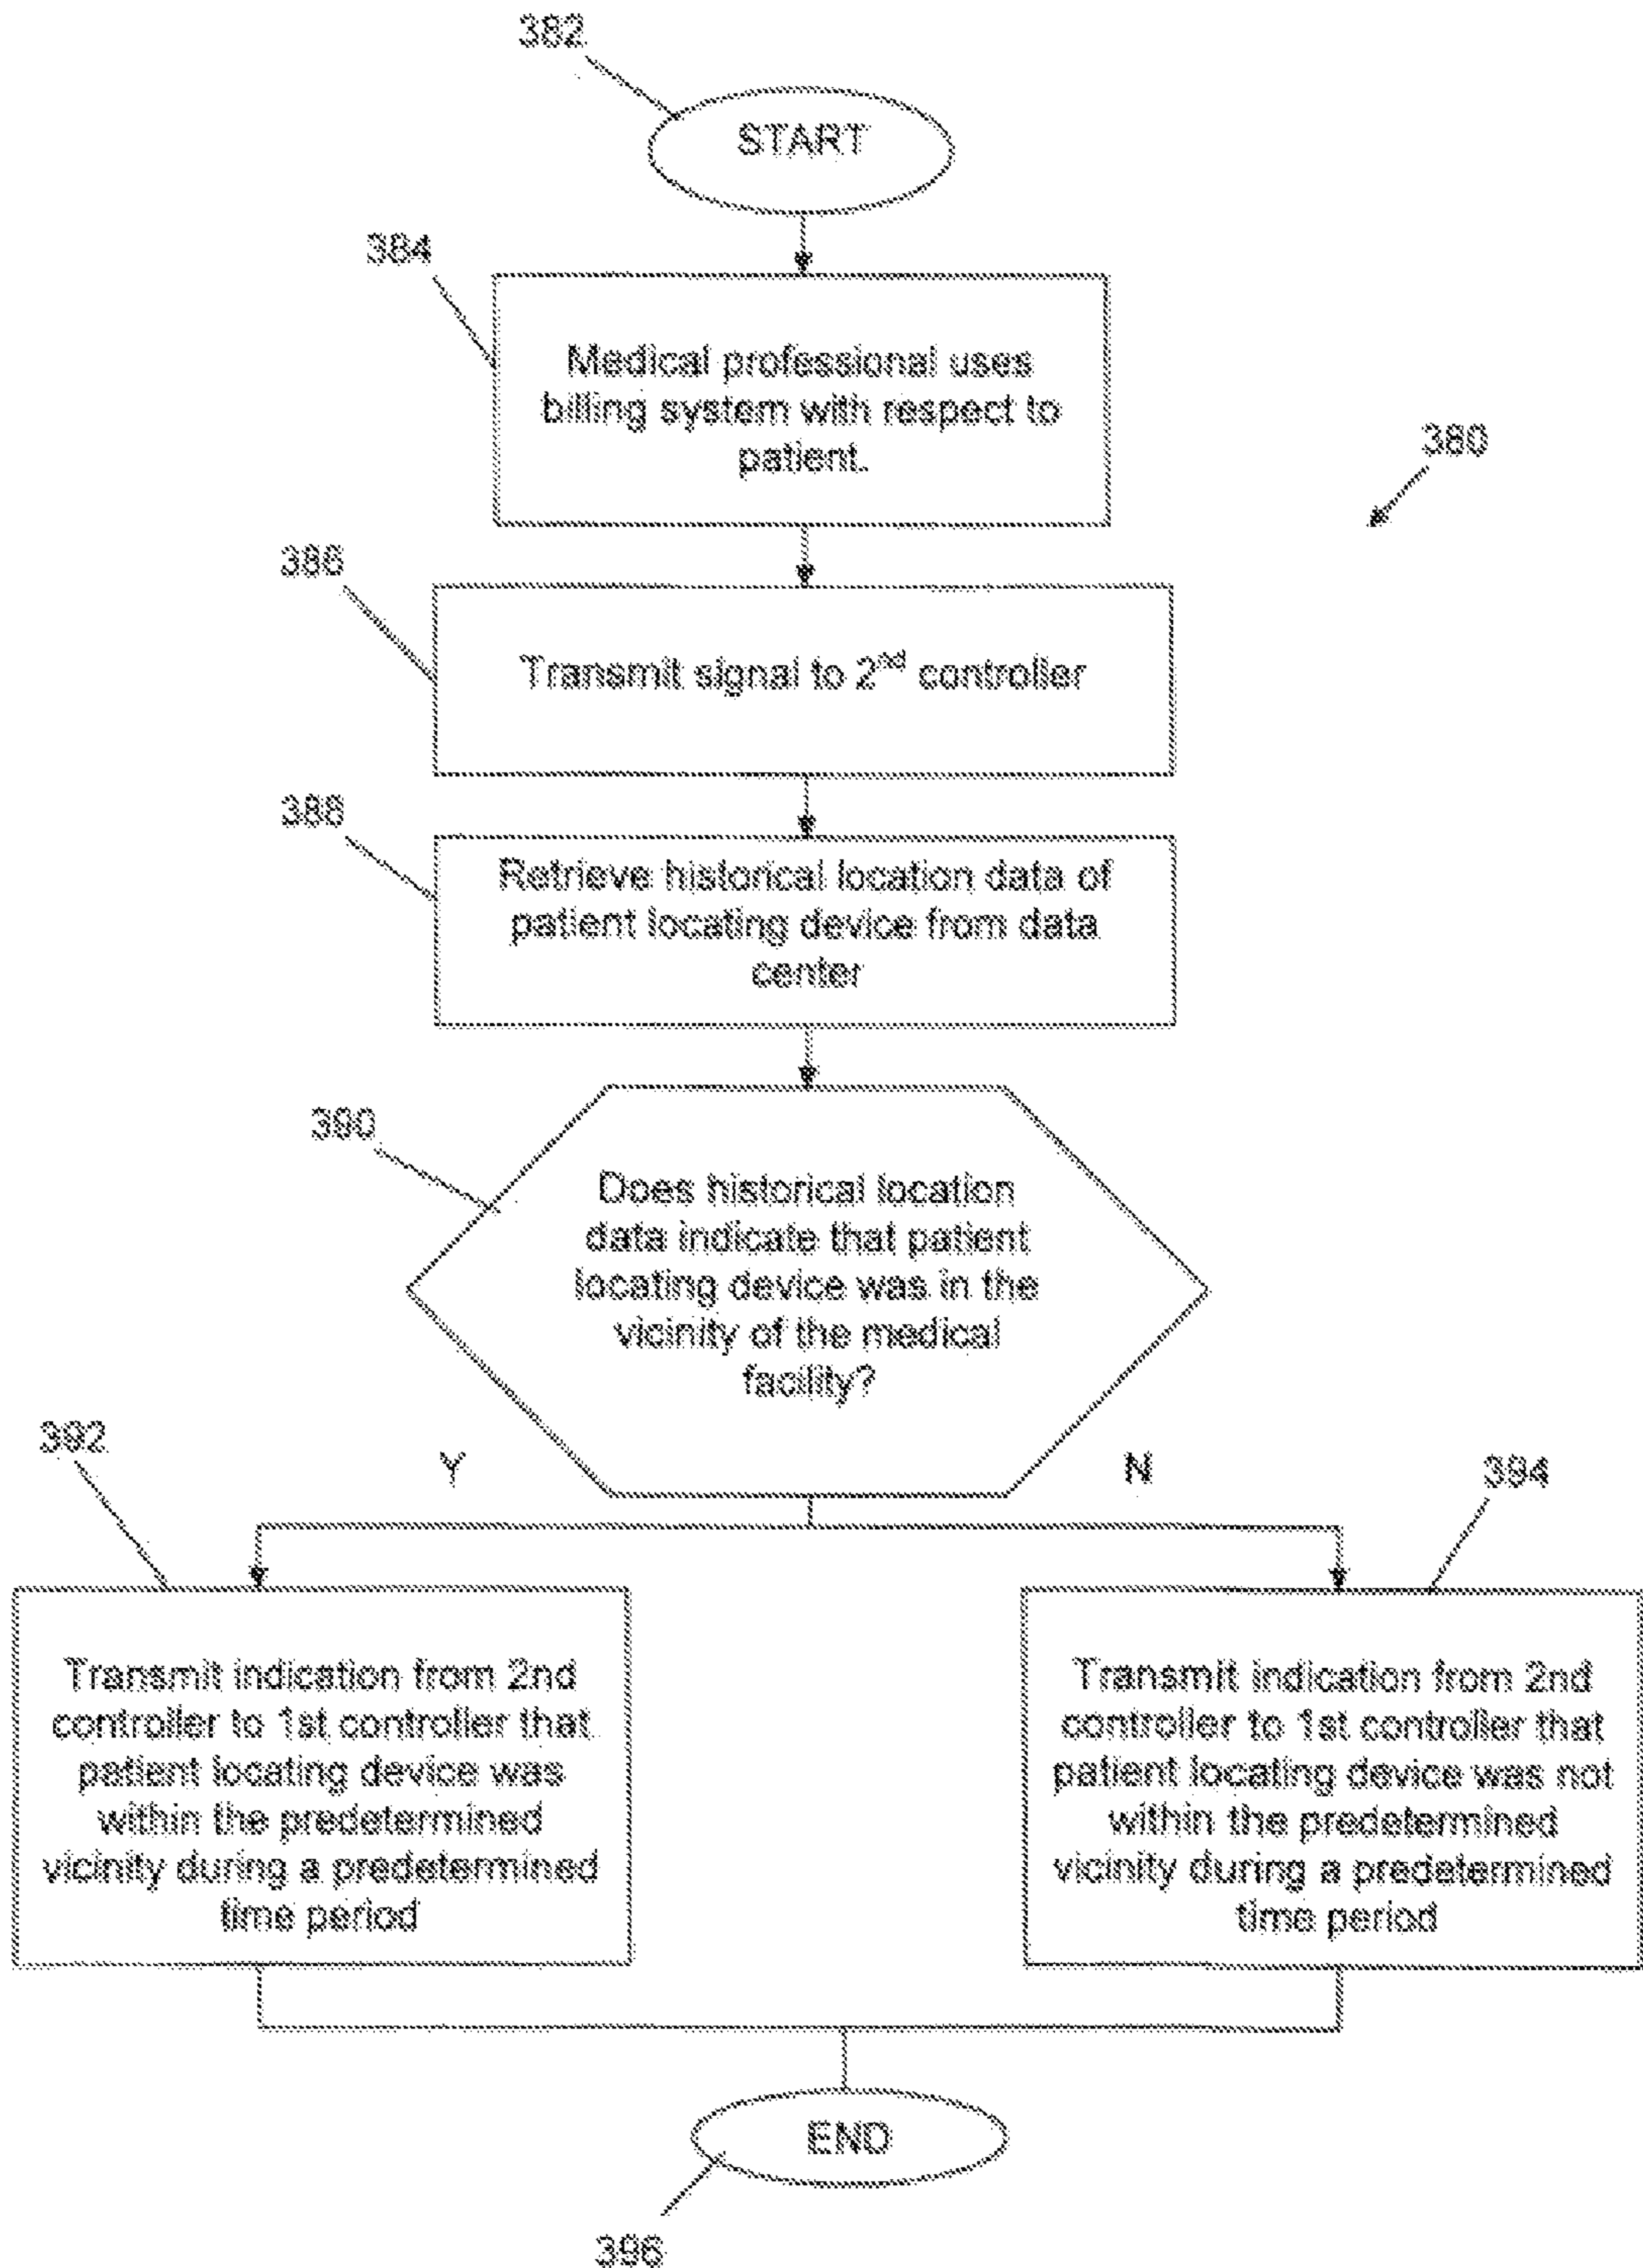 382
START
384
Medical professional uses
billing system with respect to
patient.
380
386
Transmit signal to 2nd controller
388
Retrieve historical location data of
patient locating device from data
center
390
Does historical location
data indicate that patient
locating device was in the
vicinity of the medical
facility?
392
Y
N
394
Transmit indication from 2nd
controller to 1st controller that
patient locating device was
within the predetermined
vicinity during a predetermined
time period
Transmit indication from 2nd
controller to 1st controller that
patient locating device was not
within the predetermined
vicinity during a predetermined
time period
END
396